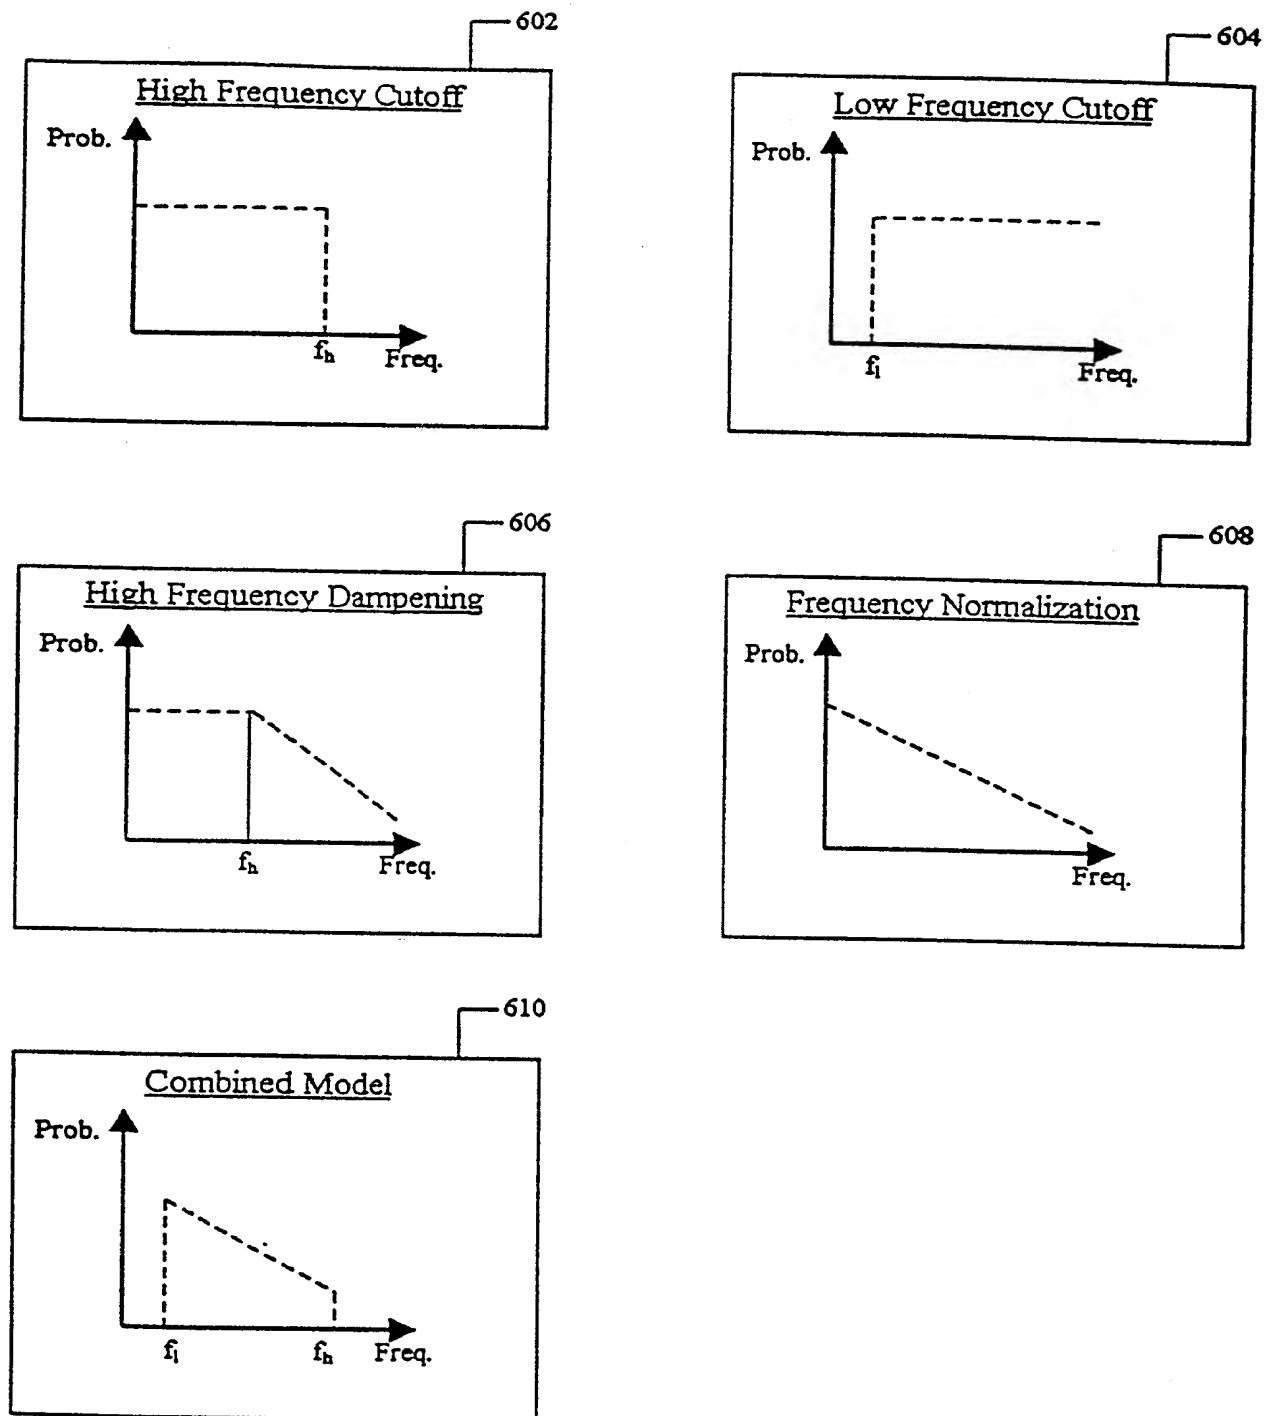 602
High Frequency Cutoff
Prob.
fh
Freq.
604
Low Frequency Cutoff
Prob.
fl
Freq.
606
High Frequency Dampening
Prob.
fh
Freq.
608
Frequency Normalization
Prob.
Freq.
610
Combined Model
Prob.
fl
fh
Freq.